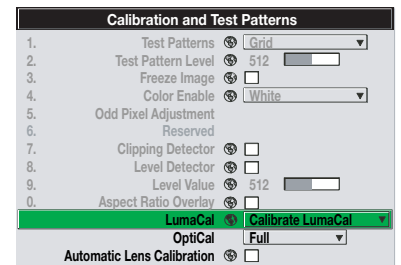 Calibration and Test Patterns
1. Test Patterns Grid
2. Test Pattern Level 512
3. Freeze Image
4. Color Enable White
5. Odd Pixel Adjustment
6. Reserved
7. Clipping Detector
8. Level Detector
9. Level Value 512
0. Aspect Ratio Overlay
LumaCal Calibrate LumaCal
OptiCal Full
Automatic Lens Calibration